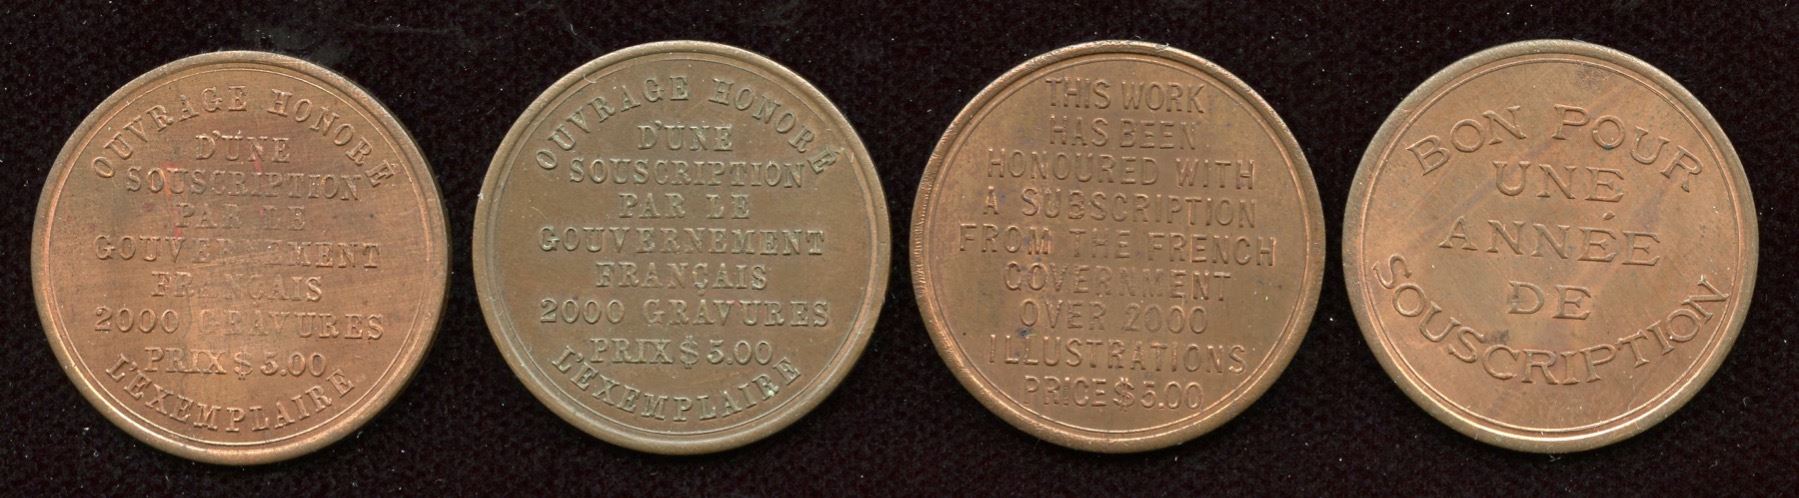 OUVRAGE HONORÉ
D'UNE
SOUSCRIPTION
PAR LE
GOUVERNEMENT
FRANÇAIS
2000 GRAVURES
PRIX $ 5.00
L'EXEMPLAIRE
OUVRAGE HONORÉ
D'UNE
SOUSCRIPTION
PAR LE
GOUVERNEMENT
FRANÇAIS
2000 GRAVURES
PRIX $ 5.00
L'EXEMPLAIRE
THIS WORK
HAS BEEN
HONOURED WITH
A SUBSCRIPTION
FROM THE FRENCH
GOVERNMENT
OVER 2000
ILLUSTRATIONS
PRICE $ 5.00
BON POUR
UNE
ANNÉE
DE
SOUSCRIPTION